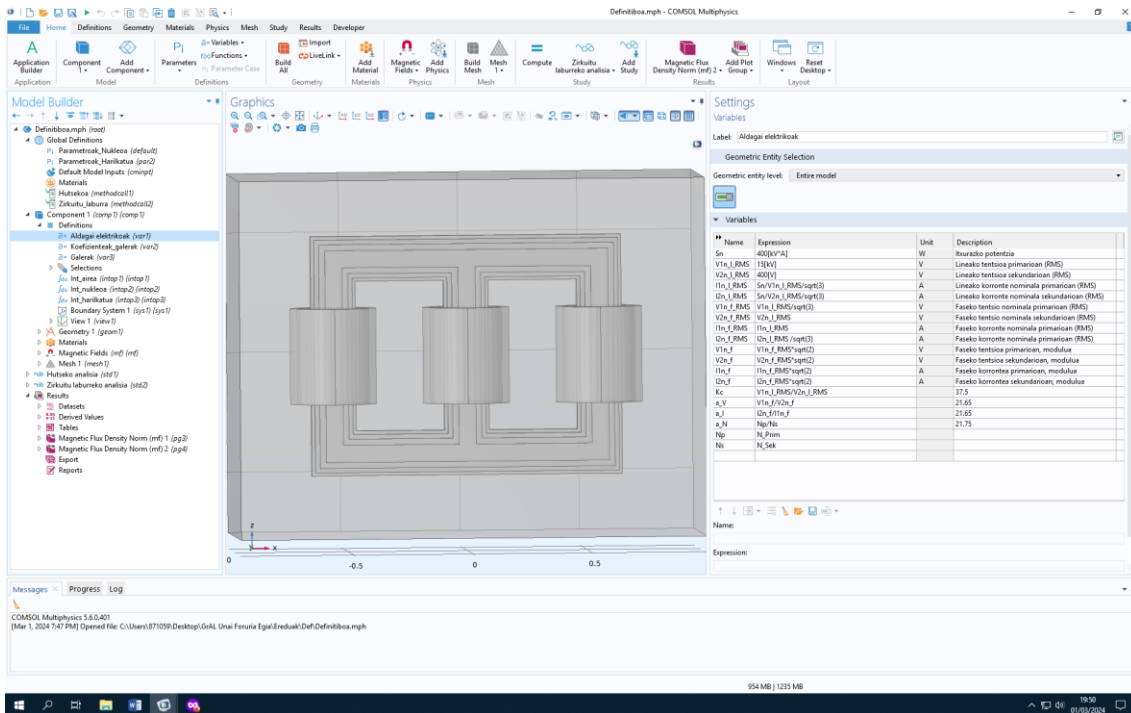 Definitiboa.mph - COMSOL Multiphysics
File Home Definitions Geometry Materials Physics Mesh Study Results Developer
Application Builder
Component 1
Add Component
Parameters
a= Variables
f(x) Functions
Pi Parameter Case
Build All
Import
LiveLink
Add Material
Magnetic Fields
Add Physics
Build Mesh
Mesh 1
Compute
Zirkuitu laburreko analisia
Add Study
Magnetic Flux Density Norm (mf) 2
Add Plot Group
Windows
Reset Desktop
Application Model Definitions Geometry Materials Physics Mesh Study Results Layout
Model Builder
Definitiboa.mph (root)
Global Definitions
Pi Parametroak_Nukleoa (default)
Pi Parametroak_Harilkatua (par2)
Default Model Inputs (cminpt)
Materials
Hutsekoa (methodcall1)
Zirkuitu_laburra (methodcall2)
Component 1 (comp1) (comp1)
Definitions
a= Aldagai elektrikoak (var1)
a= Koefizienteak_galerak (var2)
a= Galerak (var3)
Selections
Int_airea (intop1) (intop1)
Int_nukleoa (intop2) (intop2)
Int_harilkatua (intop3) (intop3)
Boundary System 1 (sys1) (sys1)
View 1 (view1)
Geometry 1 (geom1)
Materials
Magnetic Fields (mf) (mf)
Mesh 1 (mesh1)
Hutseko analisia (std1)
Zirkuitu laburreko analisia (std2)
Results
Datasets
Derived Values
Tables
Magnetic Flux Density Norm (mf) 1 (pg3)
Magnetic Flux Density Norm (mf) 2 (pg4)
Export
Reports
Graphics
z
y x
0 -0.5 0 0.5
Settings
Variables
Label: Aldagai elektrikoak
Geometric Entity Selection
Geometric entity level: Entire model
Variables
Name Expression Unit Description
Sn 400[kV*A] W Itxurazko potentzia
V1n_l_RMS 15[kV] V Lineako tentsioa primarioan (RMS)
V2n_l_RMS 400[V] V Lineako tentsioa sekundarioan (RMS)
I1n_l_RMS Sn/V1n_l_RMS/sqrt(3) A Lineako korronte nominala primarioan (RMS)
I2n_l_RMS Sn/V2n_l_RMS/sqrt(3) A Lineako korronte nominala sekundarioan (RMS)
V1n_f_RMS V1n_l_RMS/sqrt(3) V Faseko tentsio nominala primarioan (RMS)
V2n_f_RMS V2n_l_RMS V Faseko tentsio nominala sekundarioan (RMS)
I1n_f_RMS I1n_l_RMS A Faseko korronte nominala primarioan (RMS)
I2n_f_RMS I2n_l_RMS /sqrt(3) A Faseko korronte nominala primarioan (RMS)
V1n_f V1n_f_RMS*sqrt(2) V Faseko tentsioa primarioan, modulua
V2n_f V2n_f_RMS*sqrt(2) V Faseko tentsioa sekundarioan, modulua
I1n_f I1n_f_RMS*sqrt(2) A Faseko korrontea primarioan, modulua
I2n_f I2n_f_RMS*sqrt(2) A Faseko korrontea sekundarioan, modulua
Kc V1n_l_RMS/V2n_l_RMS 37.5
a_V V1n_f/V2n_f 21.65
a_I I2n_f/I1n_f 21.65
a_N Np/Ns 21.75
Np N_Prim
Ns N_Sek
Name:
Expression:
Messages Progress Log
COMSOL Multiphysics 5.6.0.401
[Mar 1, 2024 7:47 PM] Opened file: C:\Users\871059\Desktop\GrAL Unai Foruria Egia\Ereduak\Def\Definitiboa.mph
954 MB | 1235 MB
19:50
01/03/2024